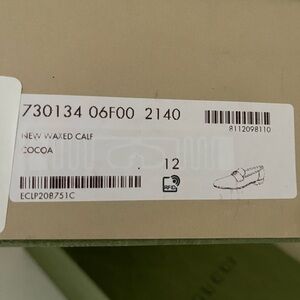 730134 06F00 2140
8112098110
NEW WAXED CALF
COCOA
12
RFID
ECLP208751C